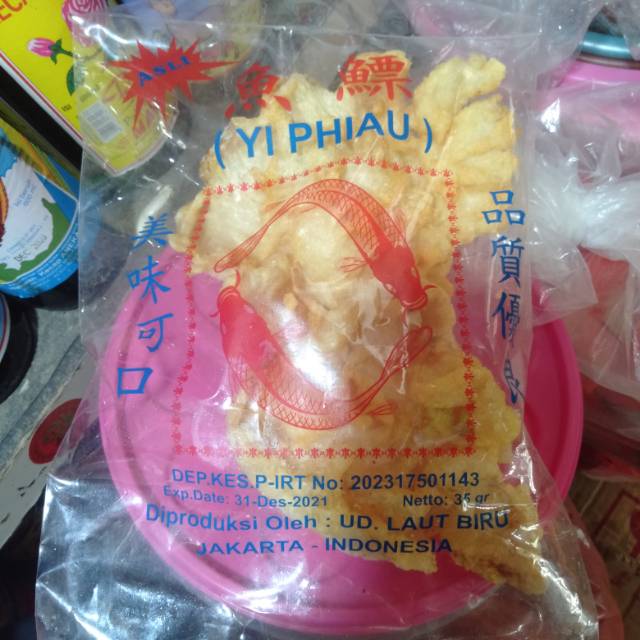 ASLI
魚鰾
( YI PHIAU )
美味可口
品質優良
DEP.KES.P-IRT No: 202317501143
Exp.Date: 31-Des-2021 Netto: 35 gr
Diproduksi Oleh : UD. LAUT BIRU
JAKARTA - INDONESIA